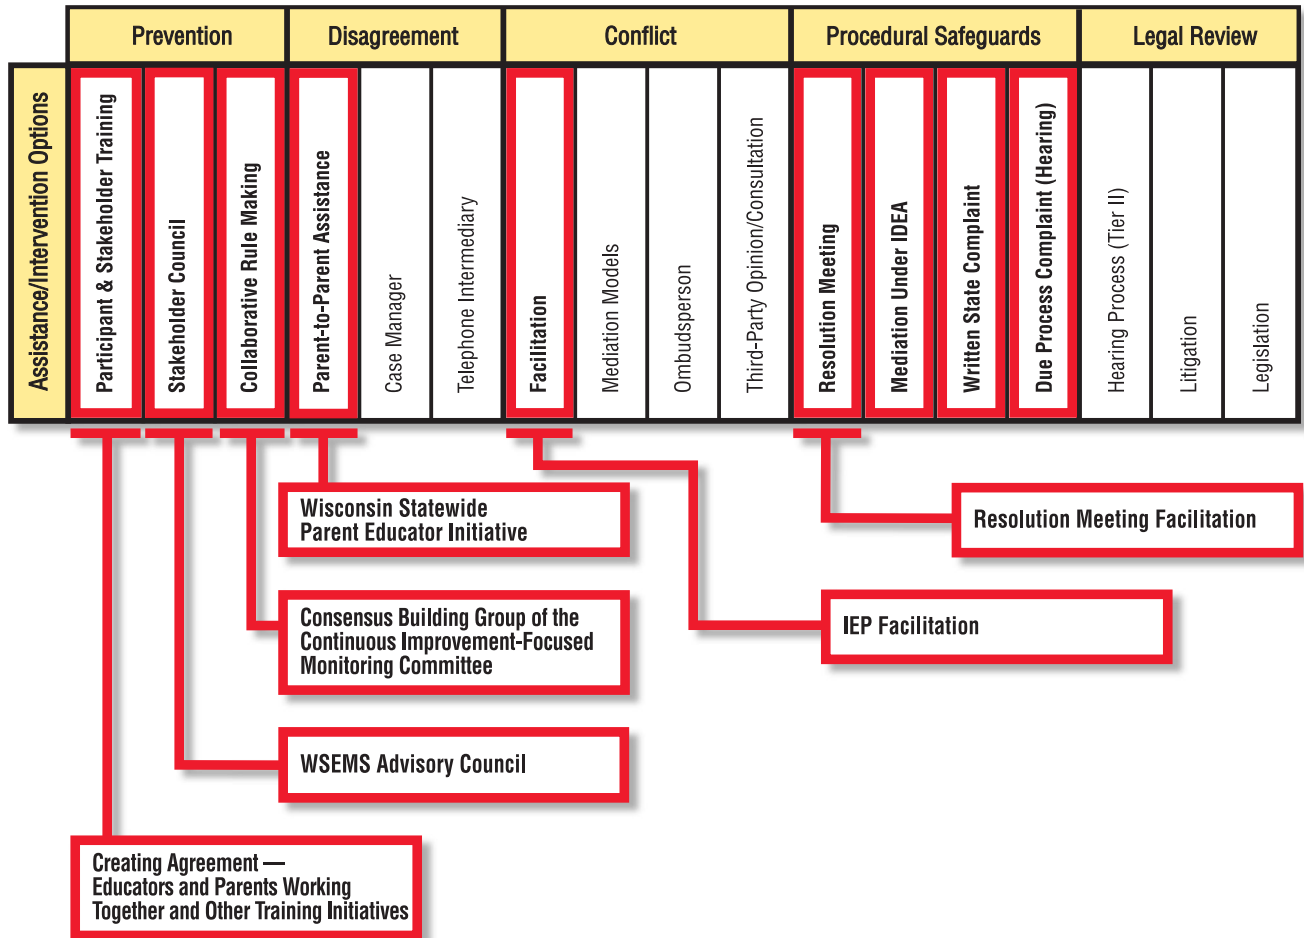 Prevention
Disagreement
Conflict
Procedural Safeguards
Legal Review
Assistance/Intervention Options
Participant & Stakeholder Training
Stakeholder Council
Collaborative Rule Making
Parent-to-Parent Assistance
Case Manager
Telephone Intermediary
Facilitation
Mediation Models
Ombudsperson
Third-Party Opinion/Consultation
Resolution Meeting
Mediation Under IDEA
Written State Complaint
Due Process Complaint (Hearing)
Hearing Process (Tier II)
Litigation
Legislation
Wisconsin Statewide
Parent Educator Initiative
Resolution Meeting Facilitation
Consensus Building Group of the
Continuous Improvement-Focused
Monitoring Committee
IEP Facilitation
WSEMS Advisory Council
Creating Agreement —
Educators and Parents Working
Together and Other Training Initiatives